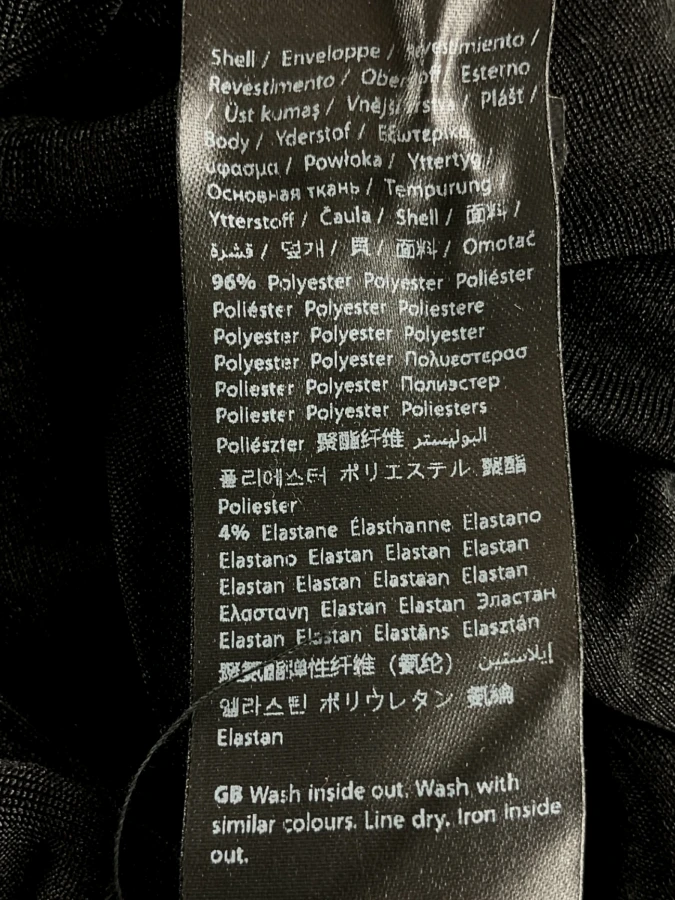 Shell / Enveloppe / Revestimiento /
Revestimento / Oberstoff / Esterno
/ Üst kumaş / Vnější vrstva / Plášť /
Body / Yderstof / Εξωτερικό
ύφασμα / Powłoka / Yttertyg /
Основная ткань / Tempurung
Ytterstoff / Čaula / Shell / 面料 /
قشرة / 덮개 / 面料 / Omotač
96% Polyester Polyester Poliéster
Poliéster Polyester Poliestere
Polyester Polyester Polyester
Polyester Polyester Πολυεστερασ
Poliester Polyester Полиэстер
Poliester Polyester Poliesters
Poliészter 聚酯纤维 البوليستر
폴리에스터 ポリエステル 聚酯
Poliester
4% Elastane Élasthanne Elastano
Elastano Elastan Elastan Elastan
Elastan Elastan Elastaan Elastan
Ελαστανη Elastan Elastan Эластан
Elastan Elastan Elastāns Elasztán
聚氨酯弹性纤维（氨纶） إيلاستين
엘라스틴 ポリウレタン 氨綸
Elastan
GB Wash inside out. Wash with
similar colours. Line dry. Iron inside
out.